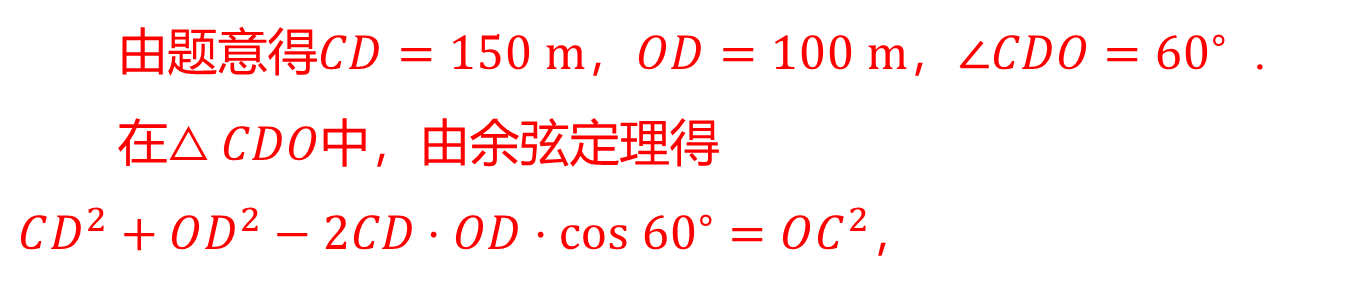 由题意得CD = 150 m，OD = 100 m，∠CDO = 60° .
在△ CDO中，由余弦定理得
CD² + OD² − 2CD · OD · cos 60° = OC²，